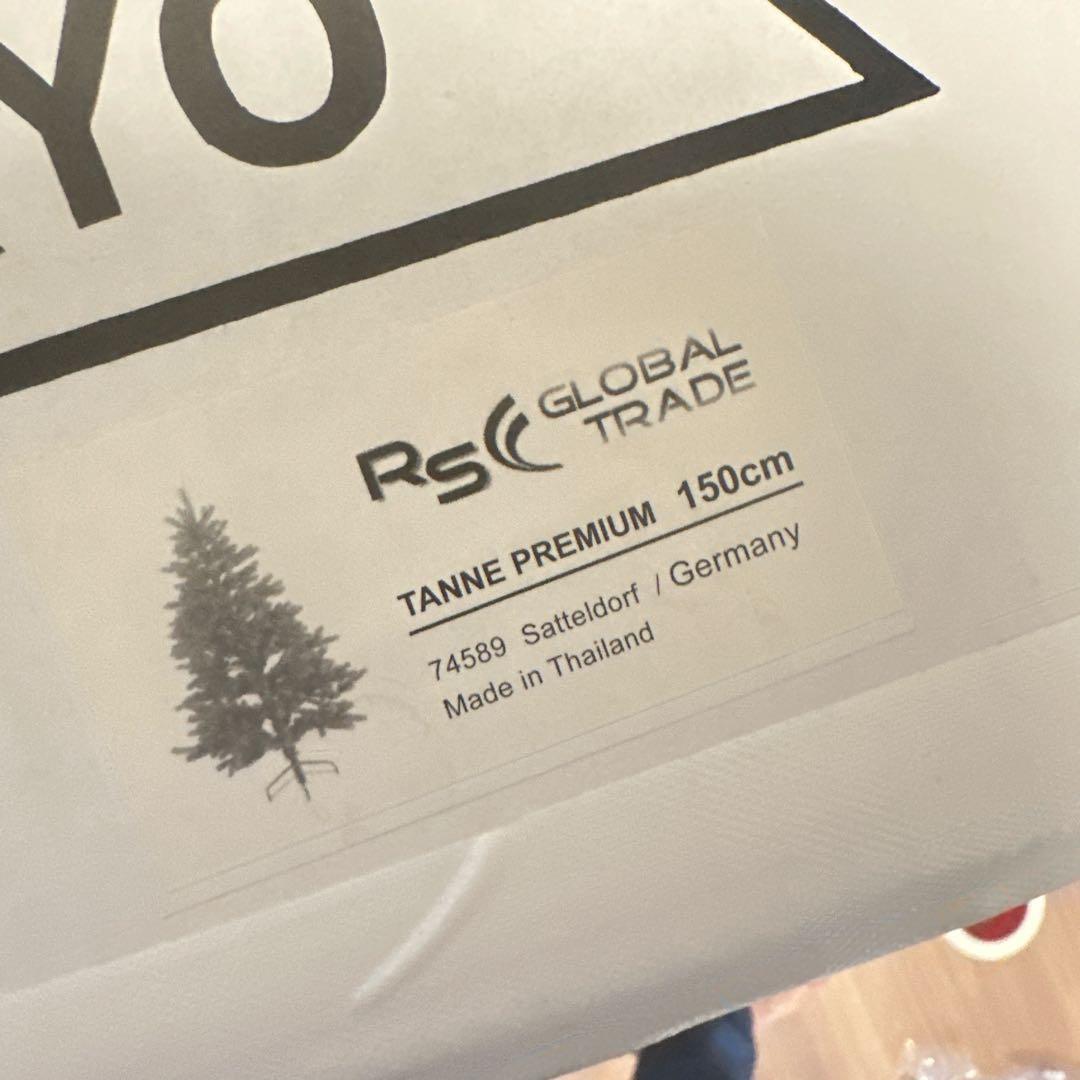 YO
RS GLOBAL TRADE
TANNE PREMIUM 150cm
74589 Satteldorf / Germany
Made in Thailand